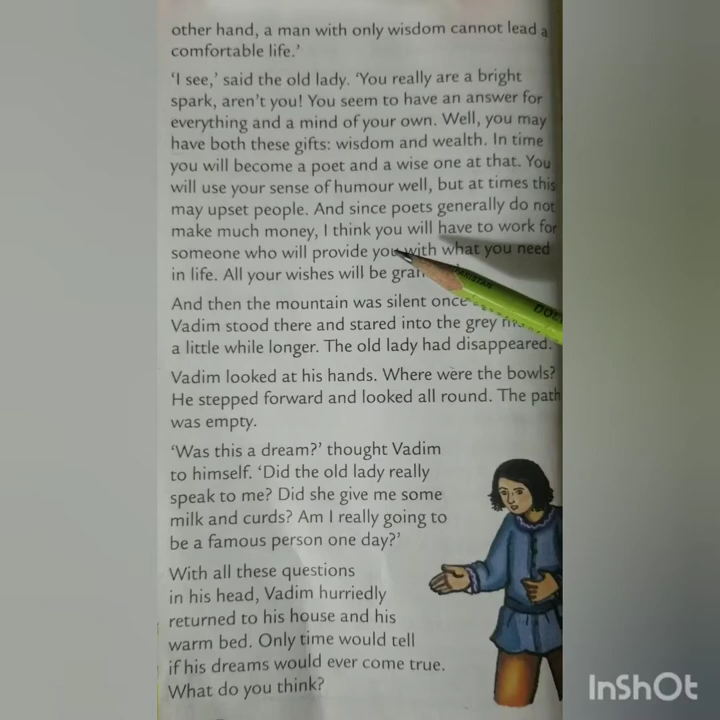 other hand, a man with only wisdom cannot lead a
comfortable life.’
‘I see,’ said the old lady. ‘You really are a bright
spark, aren’t you! You seem to have an answer for
everything and a mind of your own. Well, you may
have both these gifts: wisdom and wealth. In time
you will become a poet and a wise one at that. You
will use your sense of humour well, but at times this
may upset people. And since poets generally do not
make much money, I think you will have to work for
someone who will provide you with what you need
in life. All your wishes will be
And then the mountain was silent once
Vadim stood there and stared into the grey
a little while longer. The old lady had disappeared.
Vadim looked at his hands. Where were the bowls?
He stepped forward and looked all round. The path
was empty.
‘Was this a dream?’ thought Vadim
to himself. ‘Did the old lady really
speak to me? Did she give me some
milk and curds? Am I really going to
be a famous person one day?’
With all these questions
in his head, Vadim hurriedly
returned to his house and his
warm bed. Only time would tell
if his dreams would ever come true.
What do you think?
InShOt